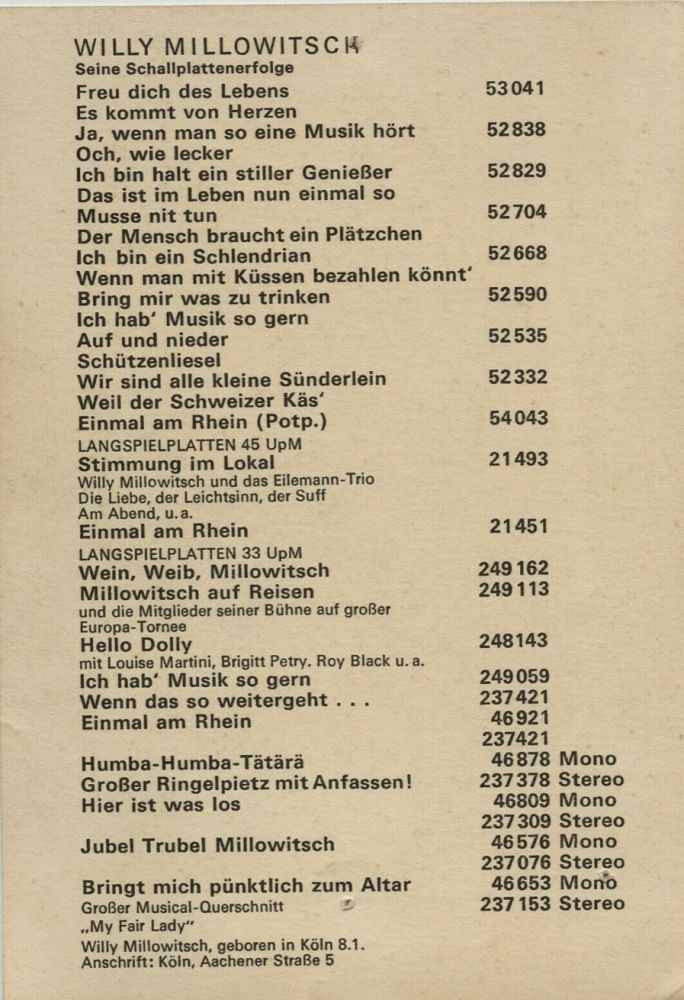 WILLY MILLOWITSCH
Seine Schallplattenerfolge
Freu dich des Lebens 53041
Es kommt von Herzen
Ja, wenn man so eine Musik hört 52838
Och, wie lecker
Ich bin halt ein stiller Genießer 52829
Das ist im Leben nun einmal so
Musse nit tun 52704
Der Mensch braucht ein Plätzchen
Ich bin ein Schlendrian 52668
Wenn man mit Küssen bezahlen könnt'
Bring mir was zu trinken 52590
Ich hab' Musik so gern
Auf und nieder 52535
Schützenliesel
Wir sind alle kleine Sünderlein 52332
Weil der Schweizer Käs'
Einmal am Rhein (Potp.) 54043
LANGSPIELPLATTEN 45 UpM
Stimmung im Lokal 21493
Willy Millowitsch und das Eilemann-Trio
Die Liebe, der Leichtsinn, der Suff
Am Abend, u.a.
Einmal am Rhein 21451
LANGSPIELPLATTEN 33 UpM
Wein, Weib, Millowitsch 249162
Millowitsch auf Reisen 249113
und die Mitglieder seiner Bühne auf großer
Europa-Tornee
Hello Dolly 248143
mit Louise Martini, Brigitt Petry, Roy Black u.a.
Ich hab' Musik so gern 249059
Wenn das so weitergeht . . . 237421
Einmal am Rhein 46921
237421
Humba-Humba-Tätärä 46878 Mono
Großer Ringelpietz mit Anfassen! 237378 Stereo
Hier ist was los 46809 Mono
237309 Stereo
Jubel Trubel Millowitsch 46576 Mono
237076 Stereo
Bringt mich pünktlich zum Altar 46653 Mono
Großer Musical-Querschnitt 237153 Stereo
„My Fair Lady"
Willy Millowitsch, geboren in Köln 8.1.
Anschrift: Köln, Aachener Straße 5